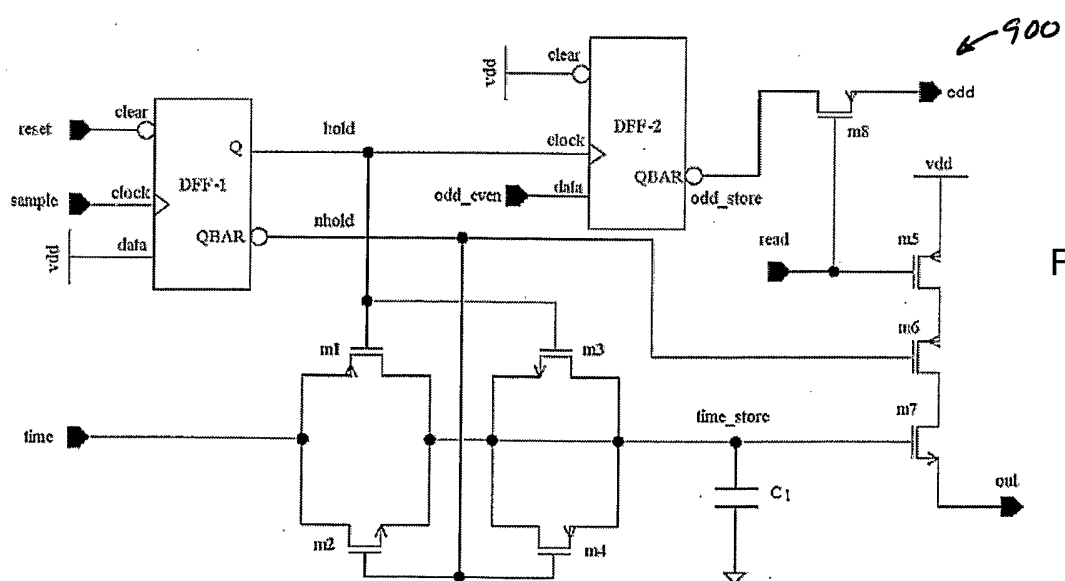 900
clear
vdd
odd
reset
clear
DFF-2
m8
Q
hold
clock
vdd
DFF-1
QBAR
sample
clock
odd_even
data
odd_store
QBAR
nhold
read
m5
F
vdd
data
m6
m1
m3
m7
time
time_store
out
C1
m2
m4